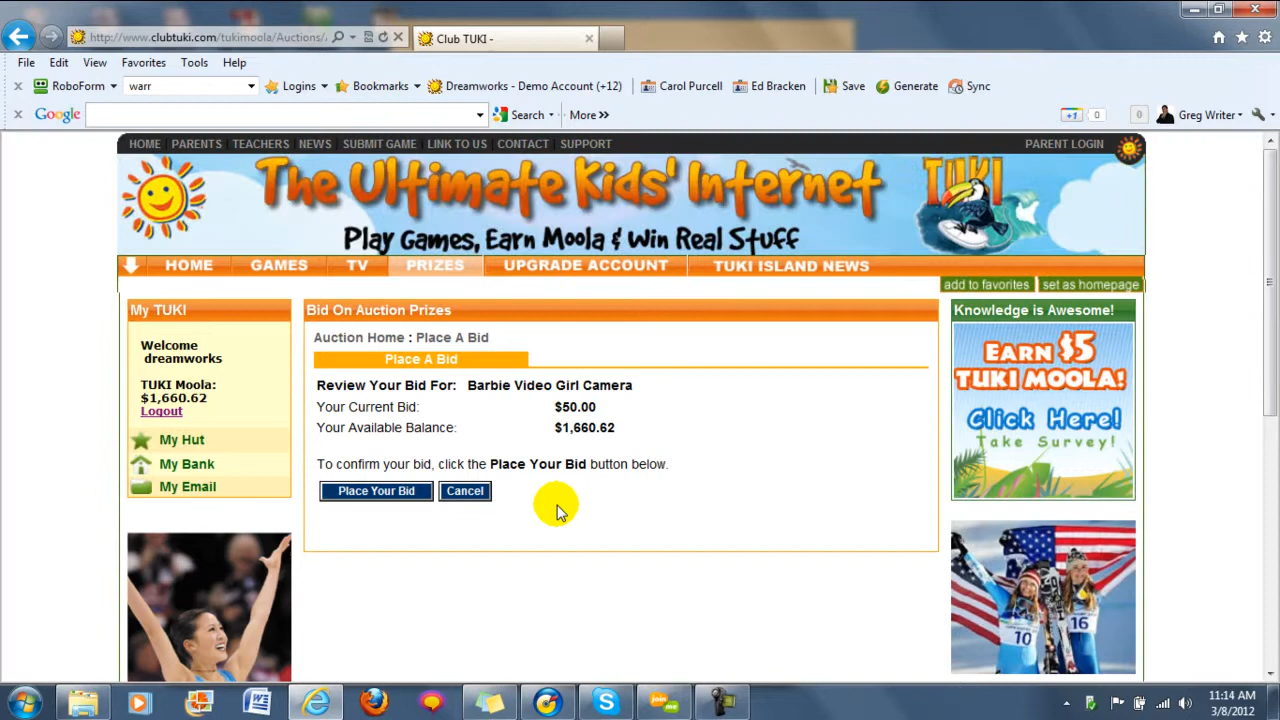 http://www.clubtuki.com/tukimoola/Auctions/
Club TUKI -
File Edit View Favorites Tools Help
RoboForm warr Logins Bookmarks Dreamworks - Demo Account (+12) Carol Purcell Ed Bracken Save Generate Sync
Google Search More >> +1 0 0 Greg Writer
HOME PARENTS TEACHERS NEWS SUBMIT GAME LINK TO US CONTACT SUPPORT PARENT LOGIN
The Ultimate Kids' Internet
TUKI
Play Games, Earn Moola & Win Real Stuff
HOME GAMES TV PRIZES UPGRADE ACCOUNT TUKI ISLAND NEWS
add to favorites set as homepage
My TUKI
Welcome
dreamworks
TUKI Moola:
$1,660.62
Logout
My Hut
My Bank
My Email
Bid On Auction Prizes
Auction Home : Place A Bid
Place A Bid
Review Your Bid For: Barbie Video Girl Camera
Your Current Bid: $50.00
Your Available Balance: $1,660.62
To confirm your bid, click the Place Your Bid button below.
Place Your Bid Cancel
Knowledge is Awesome!
EARN $5
TUKI MOOLA!
Click Here!
Take Survey!
10
16
11:14 AM
3/8/2012